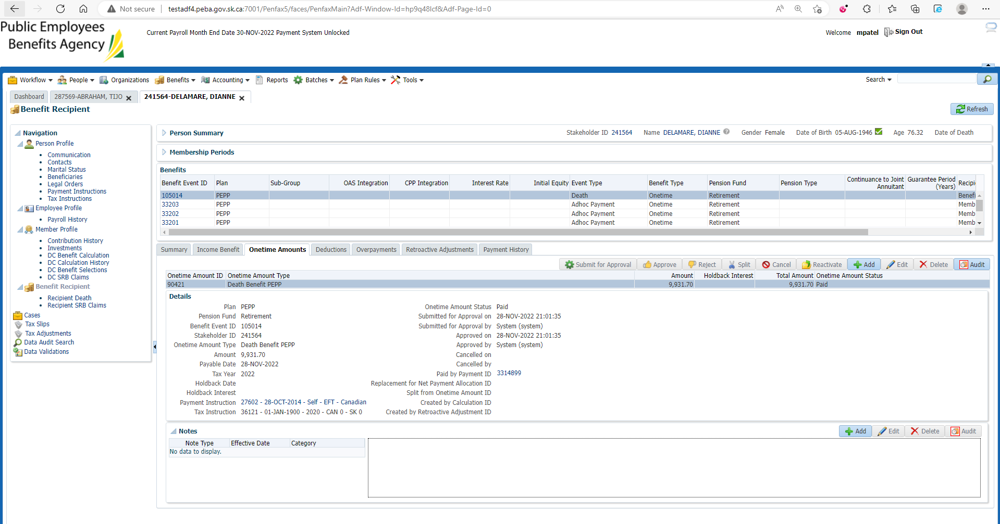 Not secure | testadf4.peba.gov.sk.ca:7001/Penfax5/faces/PenfaxMain?Adf-Window-Id=hp9q48lcf&Adf-Page-Id=0
Public Employees
Benefits Agency
Current Payroll Month End Date 30-NOV-2022 Payment System Unlocked
Welcome mpatel Sign Out
Workflow People Organizations Benefits Accounting Reports Batches Plan Rules Tools Search
Dashboard 287569-ABRAHAM, TIJO 241564-DELAMARE, DIANNE
Benefit Recipient
Refresh
Navigation
Person Profile
Communication
Contacts
Marital Status
Beneficiaries
Legal Orders
Payment Instructions
Tax Instructions
Employee Profile
Payroll History
Member Profile
Contribution History
Investments
DC Benefit Calculation
DC Calculation History
DC Benefit Selections
DC SRB Claims
Benefit Recipient
Recipient Death
Recipient SRB Claims
Cases
Tax Slips
Tax Adjustments
Data Audit Search
Data Validations
Person Summary Stakeholder ID 241564 Name DELAMARE, DIANNE Gender Female Date of Birth 05-AUG-1946 Age 76.32 Date of Death
Membership Periods
Benefits
Benefit Event ID Plan Sub-Group OAS Integration CPP Integration Interest Rate Initial Equity Event Type Benefit Type Pension Fund Pension Type Continuance to Joint Annuitant Guarantee Period (Years) Recipi
105014 PEPP Death Onetime Retirement Benefi
33203 PEPP Adhoc Payment Onetime Retirement Memb
33202 PEPP Adhoc Payment Onetime Retirement Memb
33201 PEPP Adhoc Payment Onetime Retirement Memb
Summary Income Benefit Onetime Amounts Deductions Overpayments Retroactive Adjustments Payment History
Submit for Approval Approve Reject Split Cancel Reactivate Add Edit Delete Audit
Onetime Amount ID Onetime Amount Type Amount Holdback Interest Total Amount Onetime Amount Status
90421 Death Benefit PEPP 9,931.70 9,931.70 Paid
Details
Plan PEPP Onetime Amount Status Paid
Pension Fund Retirement Submitted for Approval on 28-NOV-2022 21:01:35
Benefit Event ID 105014 Submitted for Approval by System (system)
Stakeholder ID 241564 Approved on 28-NOV-2022 21:01:35
Onetime Amount Type Death Benefit PEPP Approved by System (system)
Amount 9,931.70 Cancelled on
Payable Date 28-NOV-2022 Cancelled by
Tax Year 2022 Paid by Payment ID 3314899
Holdback Date Replacement for Net Payment Allocation ID
Holdback Interest Split from Onetime Amount ID
Payment Instruction 27602 - 28-OCT-2014 - Self - EFT - Canadian Created by Calculation ID
Tax Instruction 36121 - 01-JAN-1900 - 2020 - CAN 0 - SK 0 Created by Retroactive Adjustment ID
Notes Add Edit Delete Audit
Note Type Effective Date Category
No data to display.